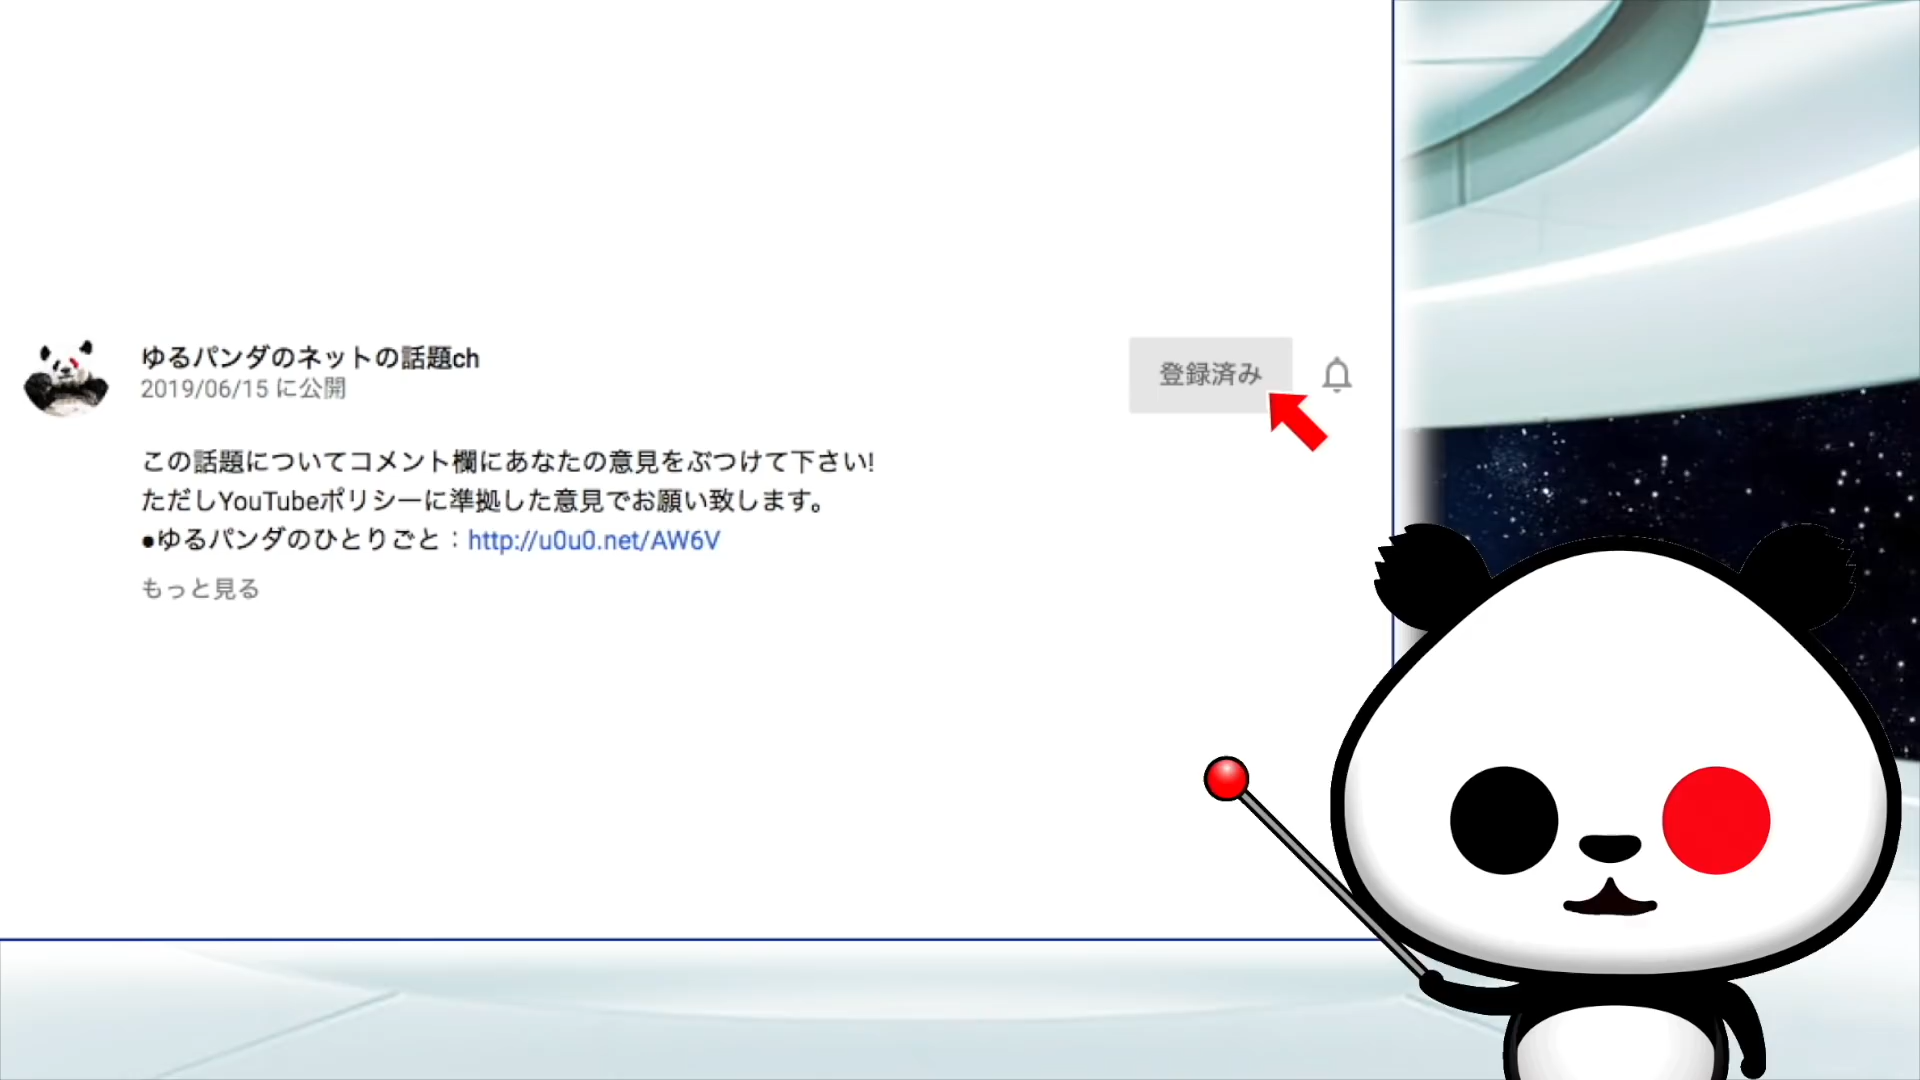 ゆるパンダのネットの話題ch
2019/06/15 に公開
登録済み
この話題についてコメント欄にあなたの意見をぶつけて下さい!
ただしYouTubeポリシーに準拠した意見でお願い致します。
●ゆるパンダのひとりごと：http://u0u0.net/AW6V
もっと見る